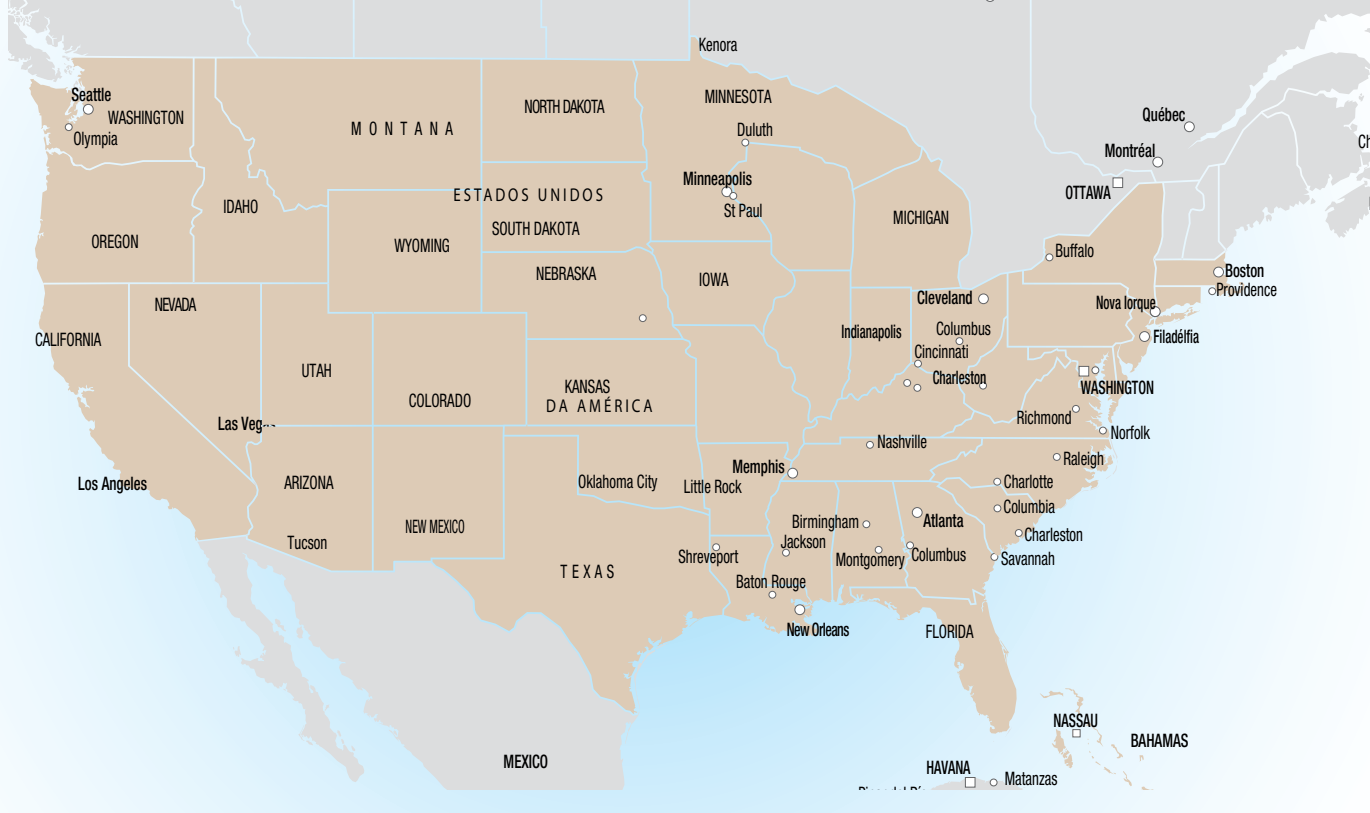 Kenora
Seattle
WASHINGTON
Olympia
MONTANA
NORTH DAKOTA
MINNESOTA
Duluth
Québec
Montréal
OTTAWA
Minneapolis
St Paul
ESTADOS UNIDOS
IDAHO
MICHIGAN
OREGON
WYOMING
SOUTH DAKOTA
Buffalo
NEBRASKA
IOWA
Boston
Providence
NEVADA
Cleveland
Nova Iorque
CALIFORNIA
Indianapolis
Columbus
Filadélfia
Cincinnati
UTAH
Charleston
WASHINGTON
KANSAS
COLORADO
DA AMÉRICA
Richmond
Las Veg
Norfolk
Nashville
Raleigh
Memphis
Los Angeles
ARIZONA
Oklahoma City
Little Rock
Charlotte
Columbia
NEW MEXICO
Birmingham
Atlanta
Charleston
Tucson
Jackson
Shreveport
Montgomery
Columbus
Savannah
TEXAS
Baton Rouge
New Orleans
FLORIDA
NASSAU
BAHAMAS
MEXICO
HAVANA
Matanzas